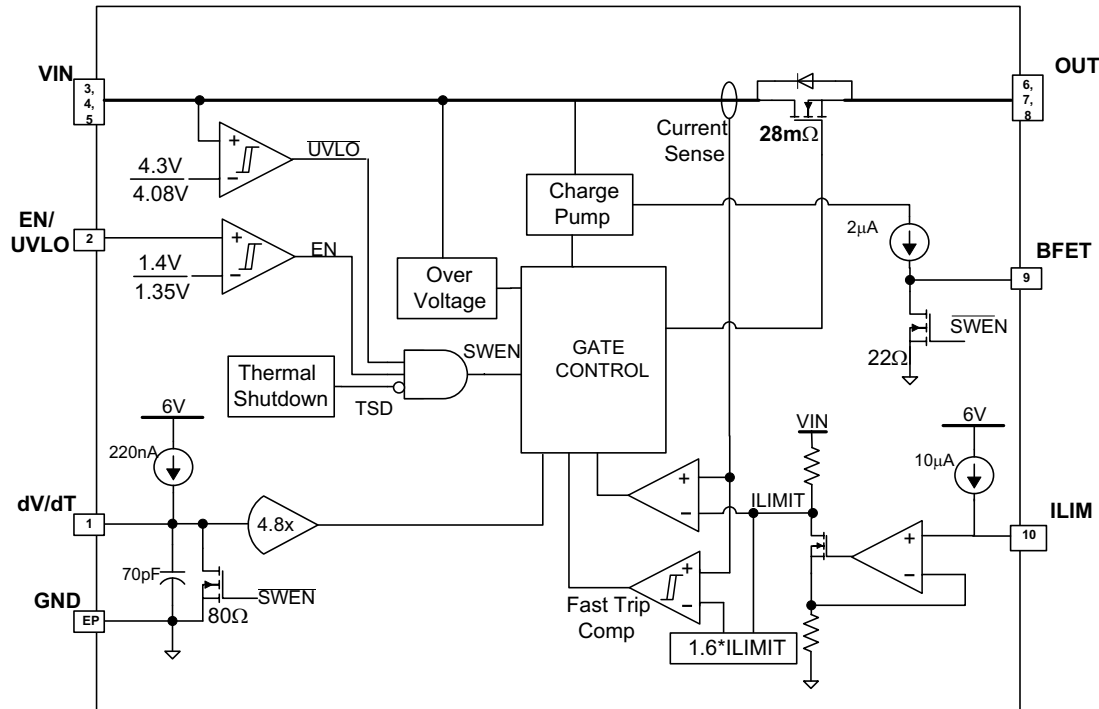 VIN
3,
4,
5
OUT
6,
7,
8
+
−
4.3V
4.08V
UVLO
Current
Sense
28mΩ
Charge
Pump
EN/
UVLO
2
+
−
1.4V
1.35V
EN
Over
Voltage
2μA
BFET
9
SWEN
22Ω
GATE
CONTROL
SWEN
Thermal
Shutdown
TSD
6V
220nA
dV/dT
1
4.8x
70pF
80Ω
SWEN
GND
EP
VIN
6V
10μA
ILIM
10
+
−
ILIMIT
+
−
+
−
Fast Trip
Comp
1.6*ILIMIT